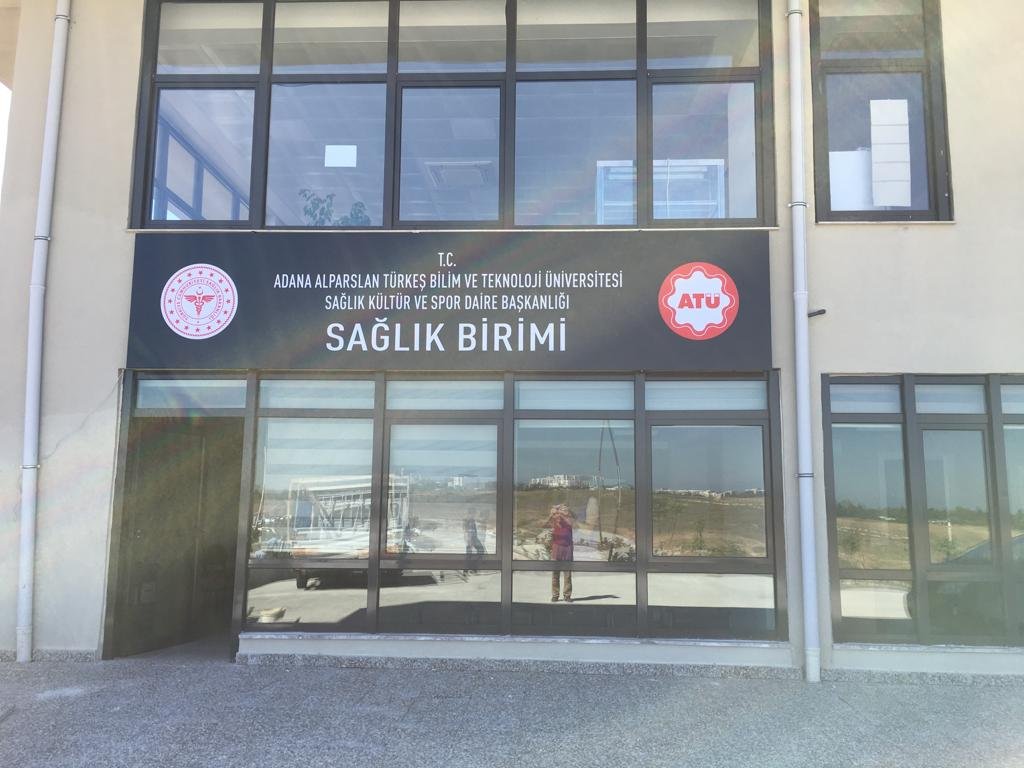 T.C.
ADANA ALPARSLAN TÜRKEŞ BİLİM VE TEKNOLOJİ ÜNİVERSİTESİ
SAĞLIK KÜLTÜR VE SPOR DAİRE BAŞKANLIĞI
SAĞLIK BİRİMİ
ATÜ